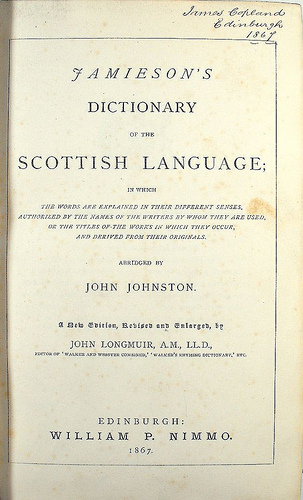 James Copland
Edinburgh
1867
JAMIESON'S
DICTIONARY
OF THE
SCOTTISH LANGUAGE;
IN WHICH
THE WORDS ARE EXPLAINED IN THEIR DIFFERENT SENSES,
AUTHORIZED BY THE NAMES OF THE WRITERS BY WHOM THEY ARE USED,
OR THE TITLES OF THE WORKS IN WHICH THEY OCCUR,
AND DERIVED FROM THEIR ORIGINALS.
ABRIDGED BY
JOHN JOHNSTON.
A New Edition, Revised and Enlarged, by
JOHN LONGMUIR, A.M., LL.D.,
EDITOR OF 'WALKER AND WEBSTER COMBINED,' 'WALKER'S RHYMING DICTIONARY,' ETC.
EDINBURGH:
WILLIAM P. NIMMO.
1867.